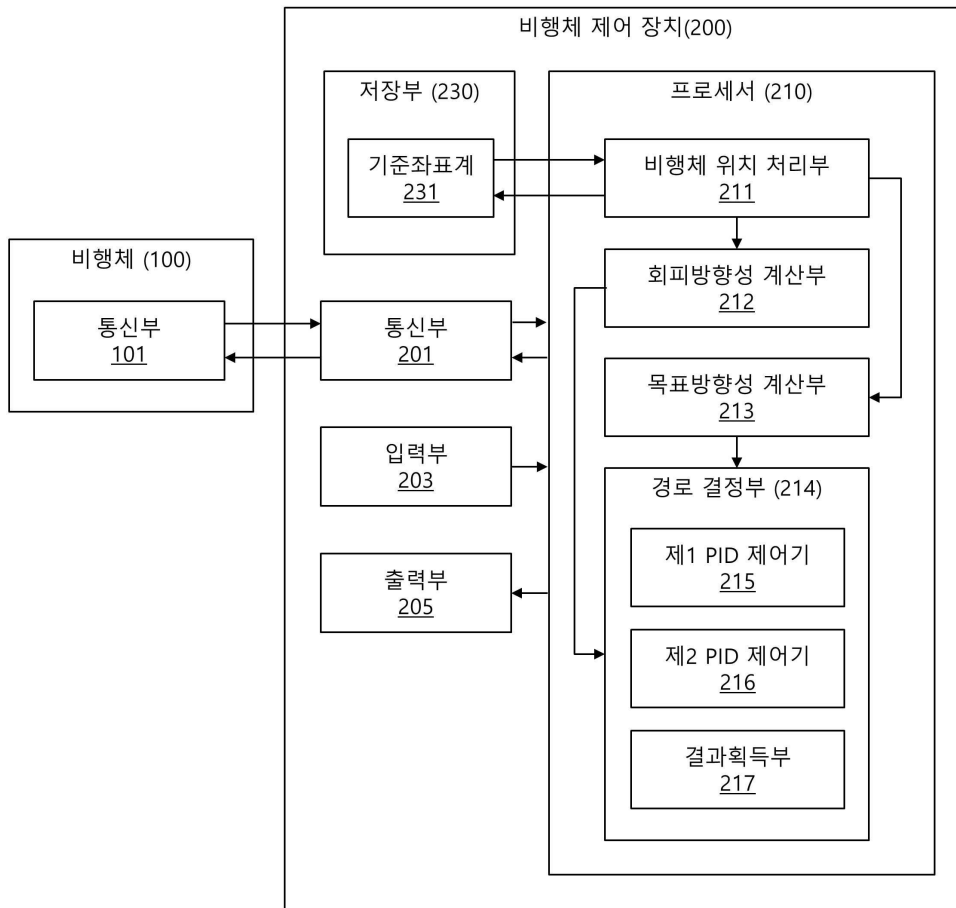 비행체 제어 장치(200)
저장부 (230)
기준좌표계
231
프로세서 (210)
비행체 위치 처리부
211
회피방향성 계산부
212
목표방향성 계산부
213
경로 결정부 (214)
제1 PID 제어기
215
제2 PID 제어기
216
결과획득부
217
비행체 (100)
통신부
101
통신부
201
입력부
203
출력부
205